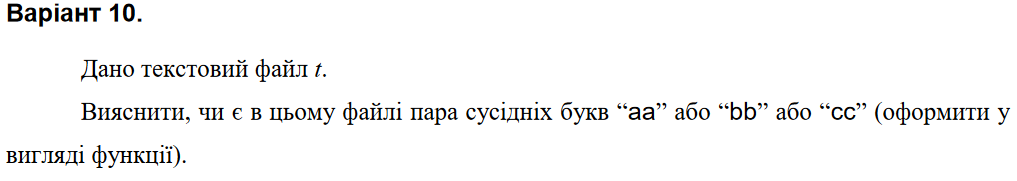 Варіант 10.
Дано текстовий файл t.
Вияснити, чи є в цьому файлі пара сусідніх букв “aa” або “bb” або “cc” (оформити у
вигляді функції).